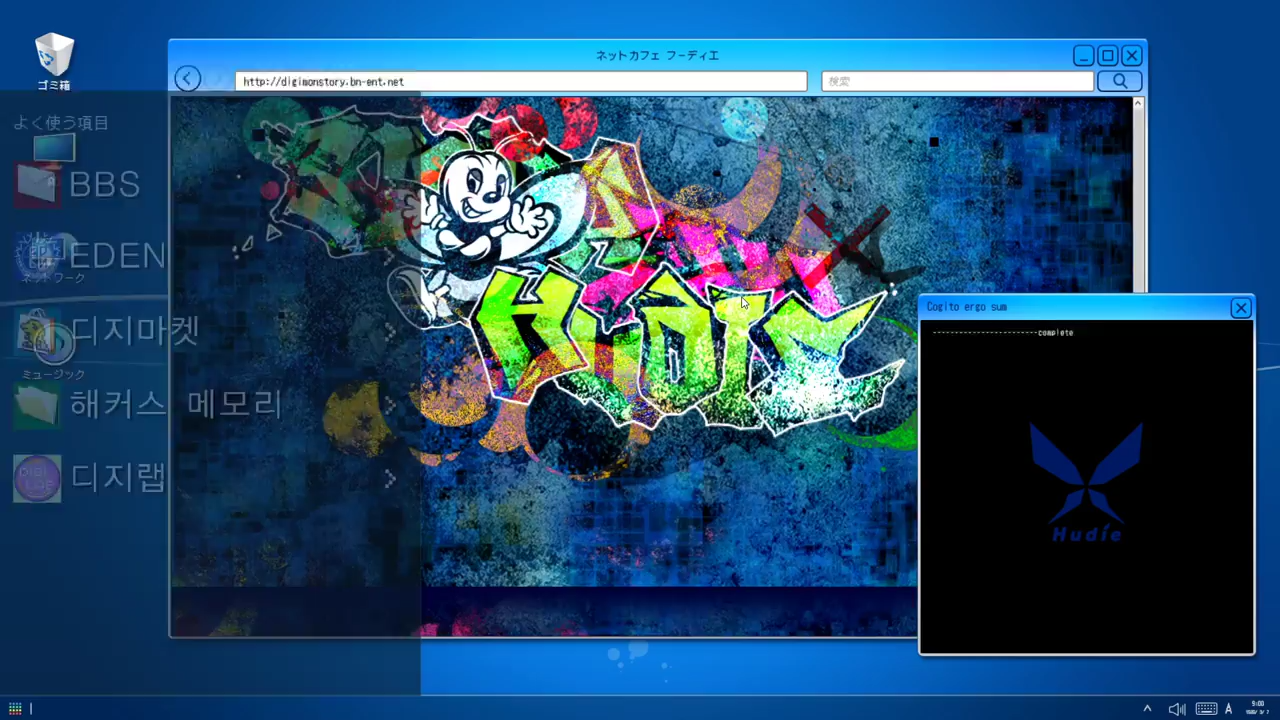 ゴミ箱
ネットカフェ フーディエ
http://digimonstory.bn-ent.net
検索
よく使う項目
BBS
EDEN
ネットワーク
디지마켓
ミュージック
해커스 메모리
디지랩
HUDIE
Cogito ergo sum
------------------------complete
Hudie
A
9:00